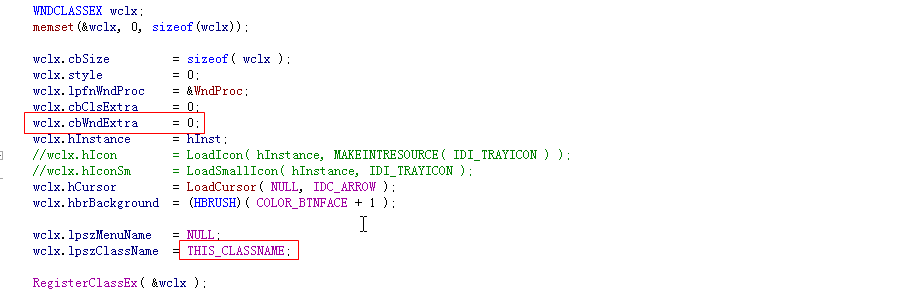 WNDCLASSEX wclx;
memset(&wclx, 0, sizeof(wclx));
wclx.cbSize = sizeof( wclx );
wclx.style = 0;
wclx.lpfnWndProc = &WndProc;
wclx.cbClsExtra = 0;
wclx.cbWndExtra = 0;
wclx.hInstance = hInst;
//wclx.hIcon = LoadIcon( hInstance, MAKEINTRESOURCE( IDI_TRAYICON ) );
//wclx.hIconSm = LoadSmallIcon( hInstance, IDI_TRAYICON );
wclx.hCursor = LoadCursor( NULL, IDC_ARROW );
wclx.hbrBackground = (HBRUSH)( COLOR_BTNFACE + 1 );
wclx.lpszMenuName = NULL;
wclx.lpszClassName = THIS_CLASSNAME;
RegisterClassEx( &wclx );